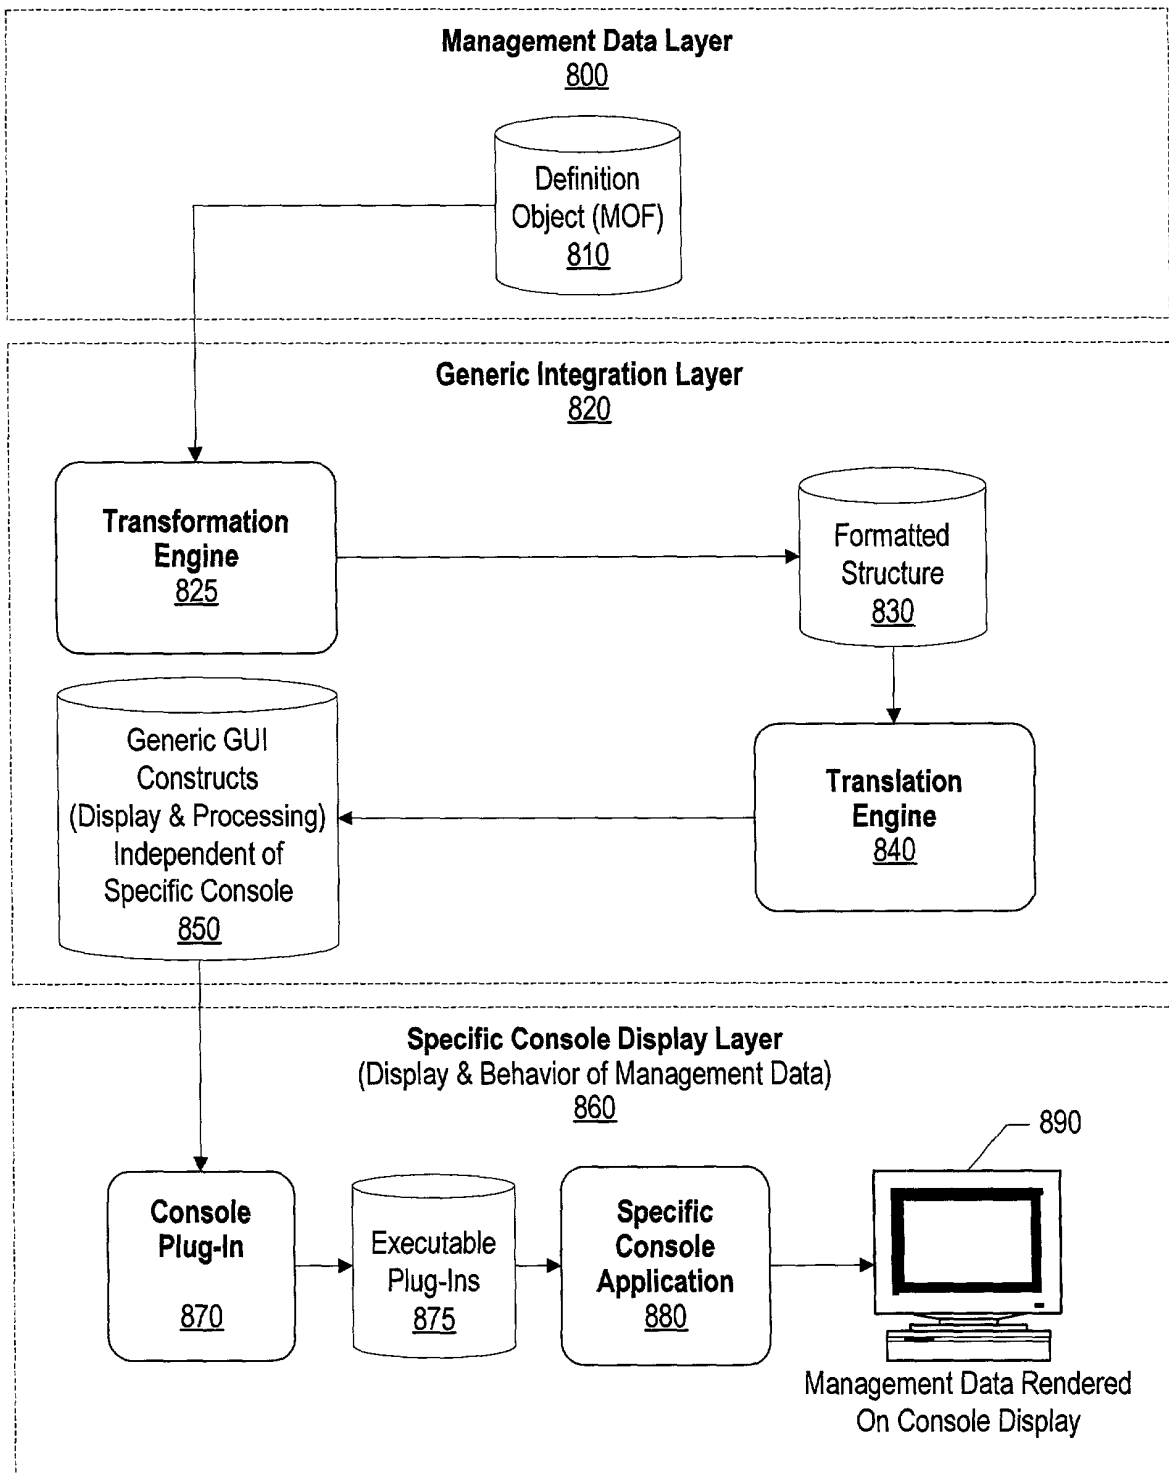 Management Data Layer
800
Definition
Object (MOF)
810
Generic Integration Layer
820
Transformation
Engine
825
Formatted
Structure
830
Generic GUI
Constructs
(Display & Processing)
Independent of
Specific Console
850
Translation
Engine
840
Specific Console Display Layer
(Display & Behavior of Management Data)
860
890
Console
Plug-In
870
Executable
Plug-Ins
875
Specific
Console
Application
880
Management Data Rendered
On Console Display